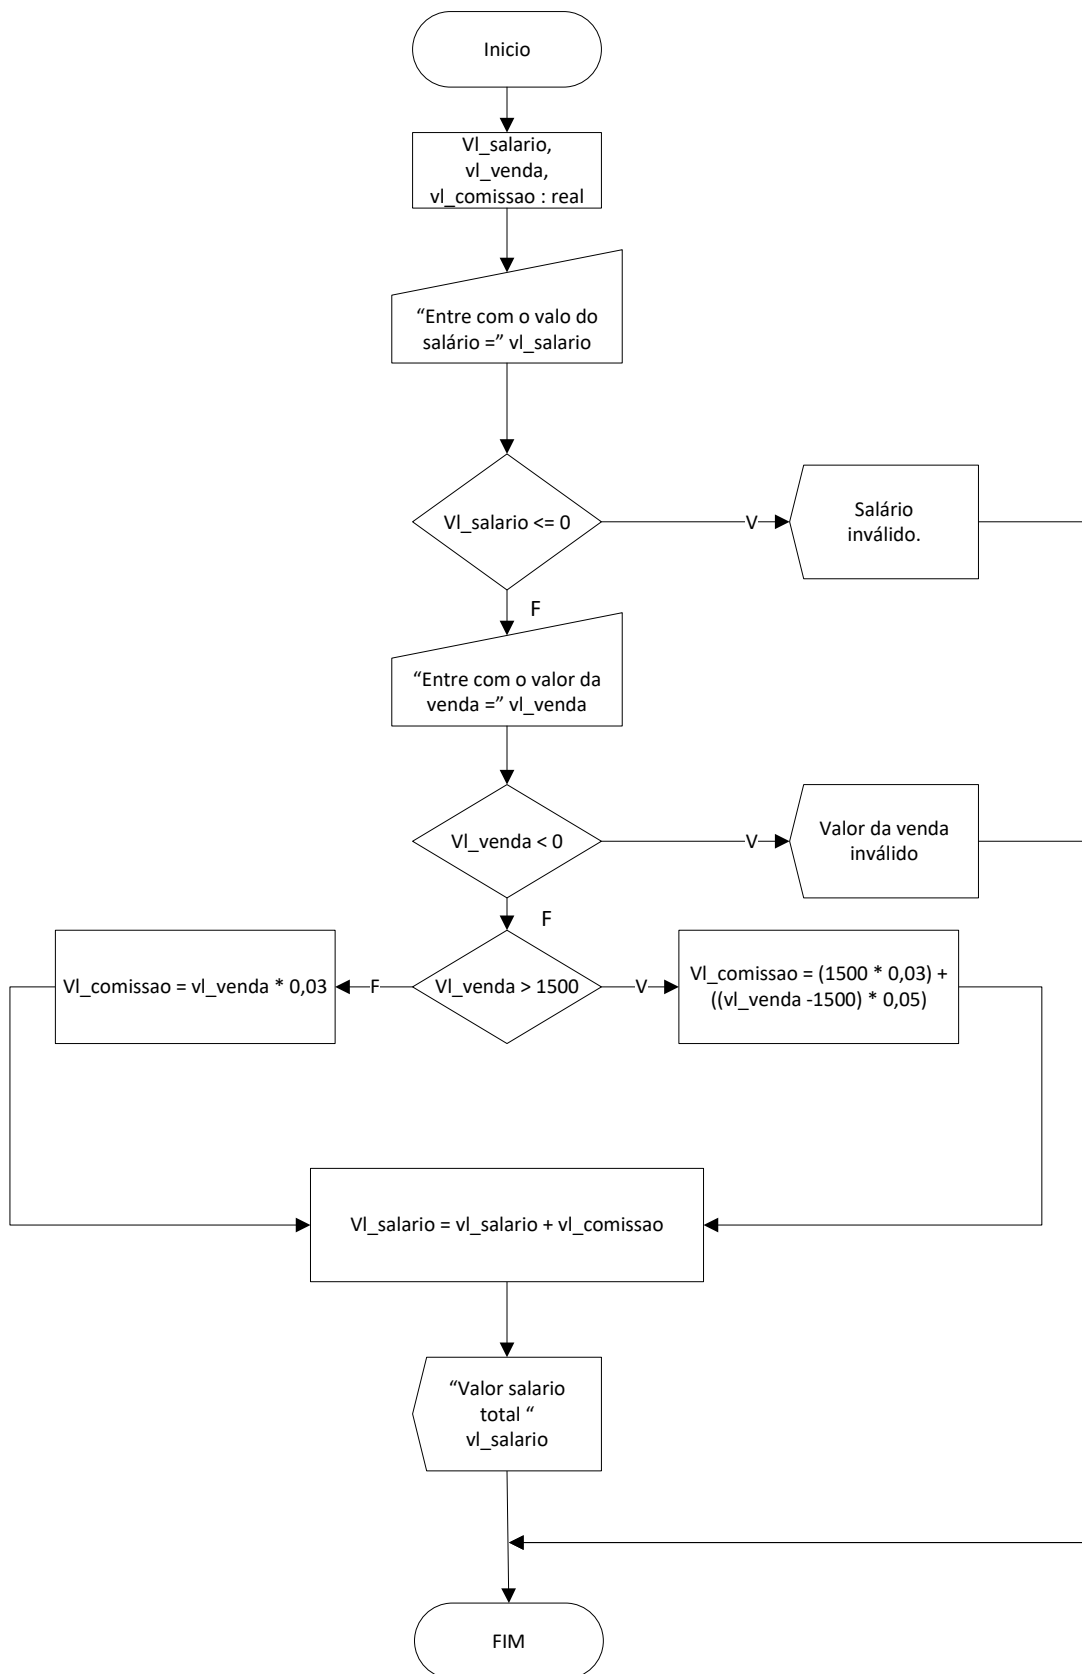 Inicio
Vl_salario,
vl_venda,
vl_comissao : real
“Entre com o valo do
salário =” vl_salario
Vl_salario <= 0
V
Salário
inválido.
F
“Entre com o valor da
venda =” vl_venda
Vl_venda < 0
V
Valor da venda
inválido
F
Vl_comissao = vl_venda * 0,03
F
Vl_venda > 1500
V
Vl_comissao = (1500 * 0,03) +
((vl_venda -1500) * 0,05)
Vl_salario = vl_salario + vl_comissao
“Valor salario
total “
vl_salario
FIM